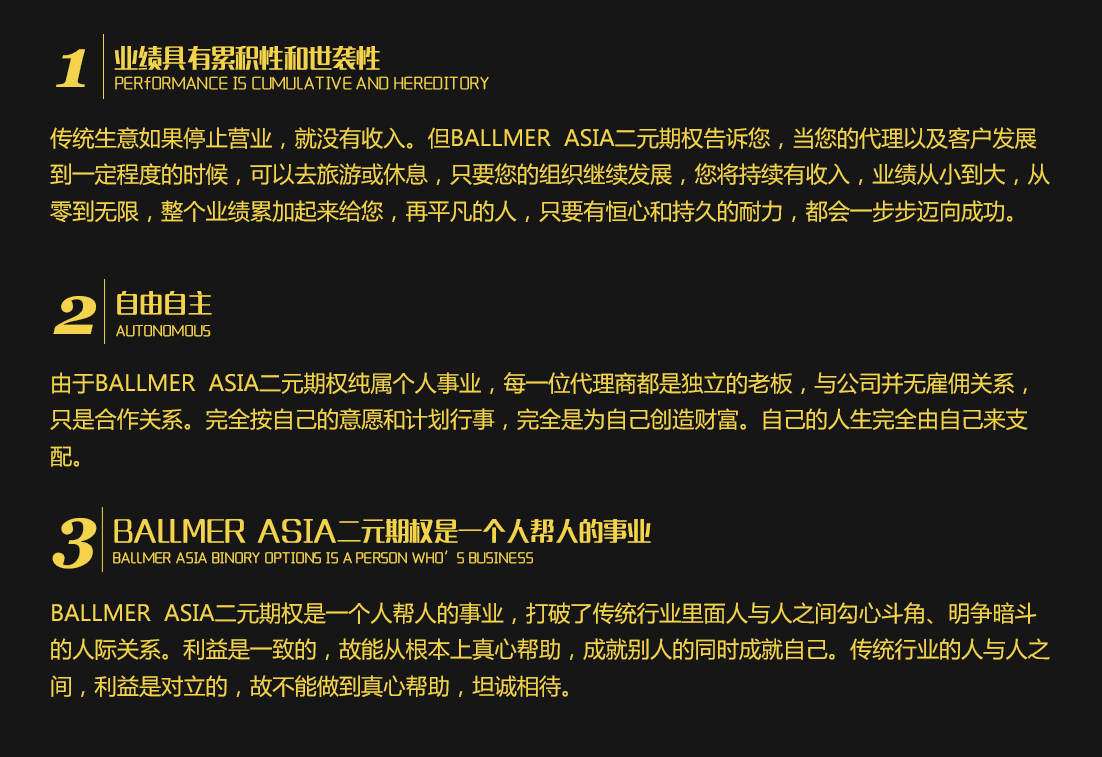 1
业绩具有累积性和世袭性
PERfORMANCE IS CUMULATIVE AND HEREDITORY
传统生意如果停止营业，就没有收入。但BALLMER ASIA二元期权告诉您，当您的代理以及客户发展
到一定程度的时候，可以去旅游或休息，只要您的组织继续发展，您将持续有收入，业绩从小到大，从
零到无限，整个业绩累加起来给您，再平凡的人，只要有恒心和持久的耐力，都会一步步迈向成功。
2
自由自主
AUTONOMOUS
由于BALLMER ASIA二元期权纯属个人事业，每一位代理商都是独立的老板，与公司并无雇佣关系，
只是合作关系。完全按自己的意愿和计划行事，完全是为自己创造财富。自己的人生完全由自己来支
配。
3
BALLMER ASIA二元期权是一个人帮人的事业
BALLMER ASIA BINORY OPTIONS IS A PERSON WHO’S BUSINESS
BALLMER ASIA二元期权是一个人帮人的事业，打破了传统行业里面人与人之间勾心斗角、明争暗斗
的人际关系。利益是一致的，故能从根本上真心帮助，成就别人的同时成就自己。传统行业的人与人之
间，利益是对立的，故不能做到真心帮助，坦诚相待。